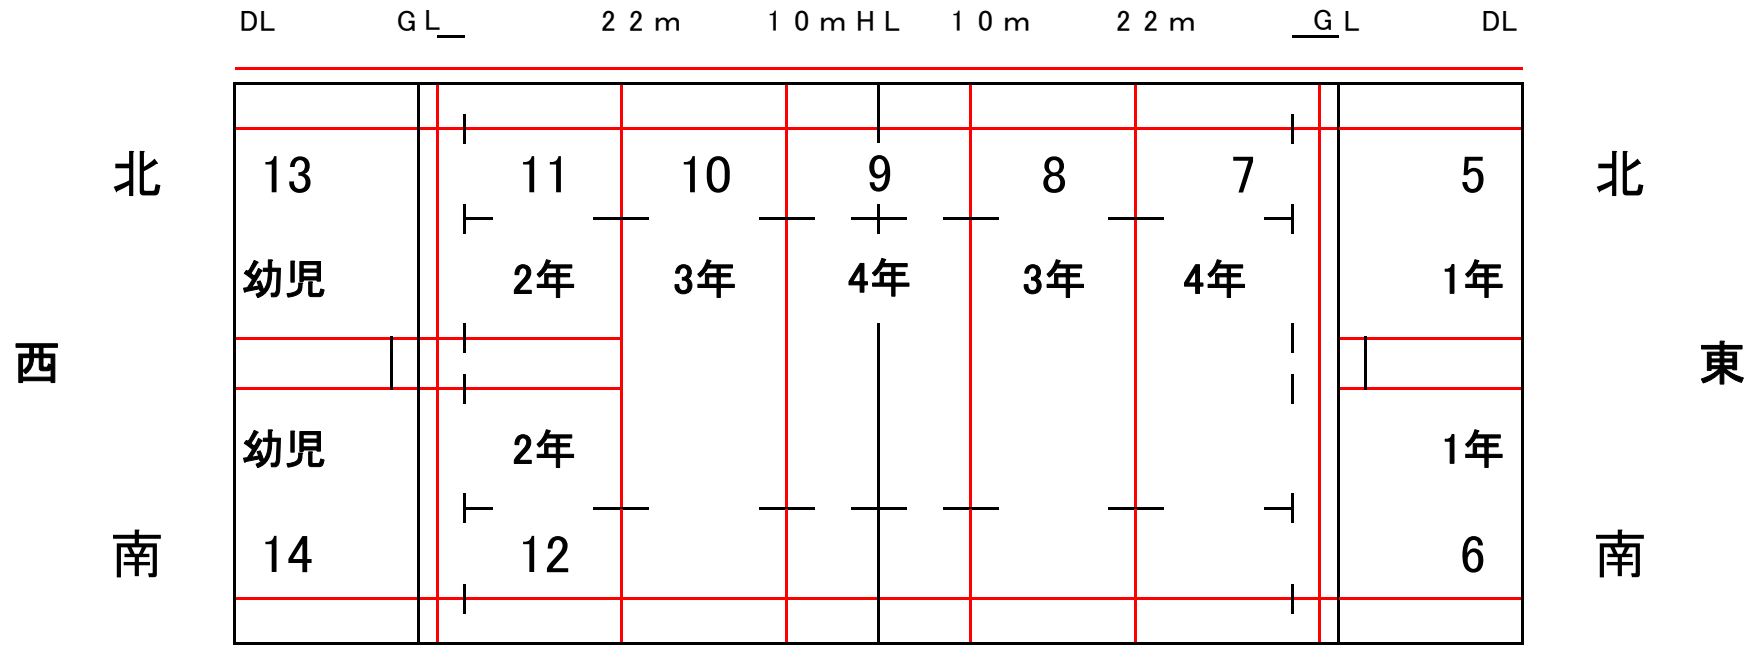 DL ＧＬ ２２ｍ １０ｍＨＬ １０ｍ ２２ｍ ＧＬ DL
北 13 11 10 9 8 7 5 北
幼児 2年 3年 4年 3年 4年 1年
西 東
幼児 2年 1年
南 14 12 6 南